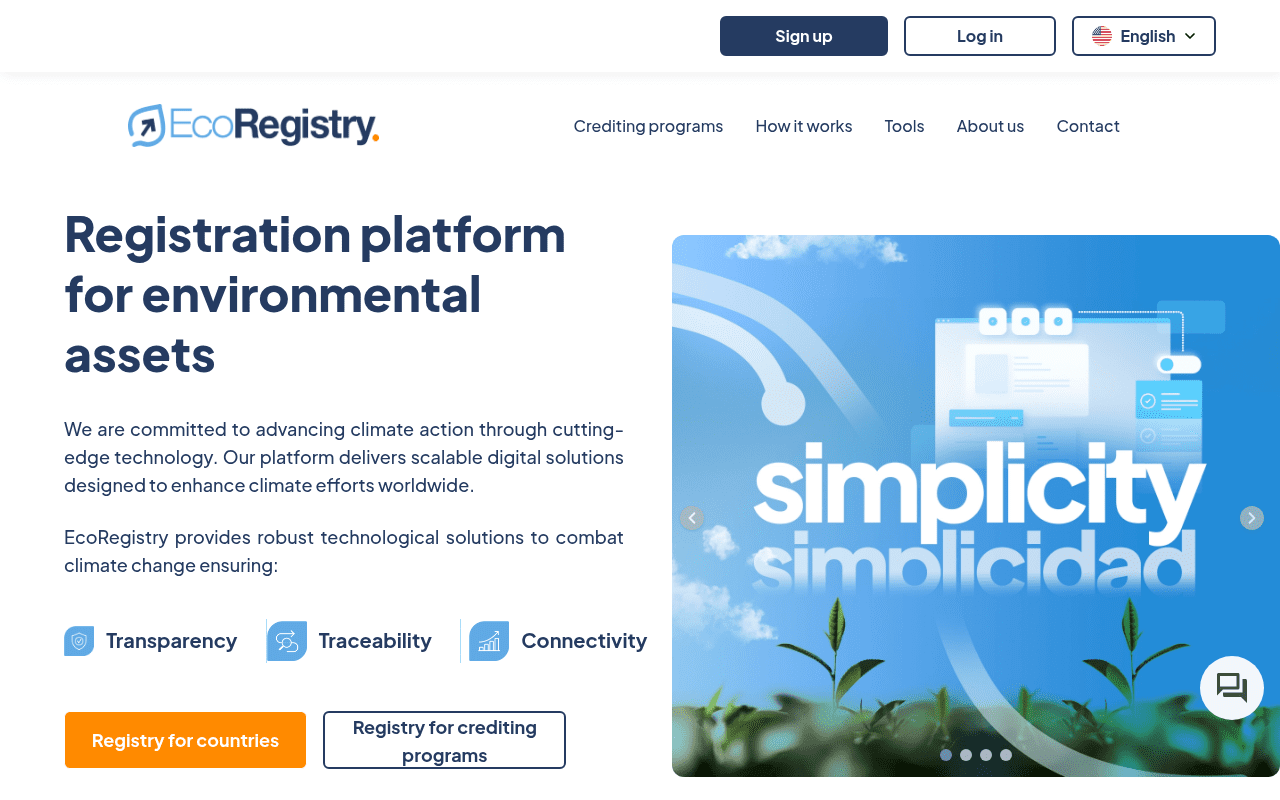 Sign up
Log in
English
EcoRegistry.
Crediting programs
How it works
Tools
About us
Contact
Registration platform
for environmental
assets
We are committed to advancing climate action through cutting-
edge technology. Our platform delivers scalable digital solutions
designed to enhance climate efforts worldwide.
EcoRegistry provides robust technological solutions to combat
climate change ensuring:
Transparency
Traceability
Connectivity
Registry for countries
Registry for crediting
programs
simplicity
simplicidad